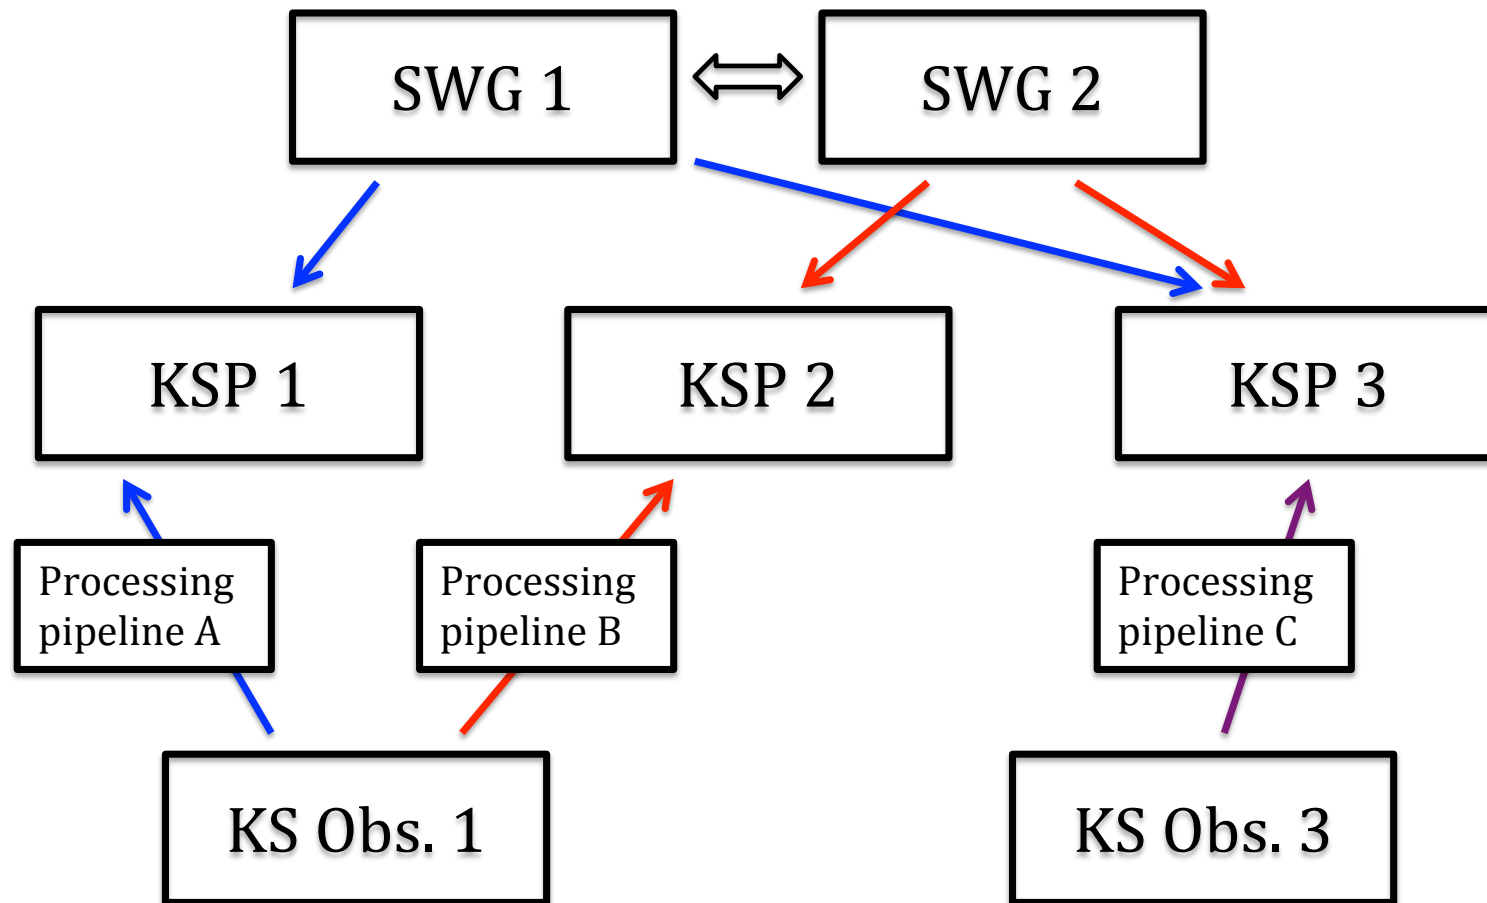 SWG 1
SWG 2
KSP 1
KSP 2
KSP 3
Processing
pipeline A
Processing
pipeline B
Processing
pipeline C
KS Obs. 1
KS Obs. 3